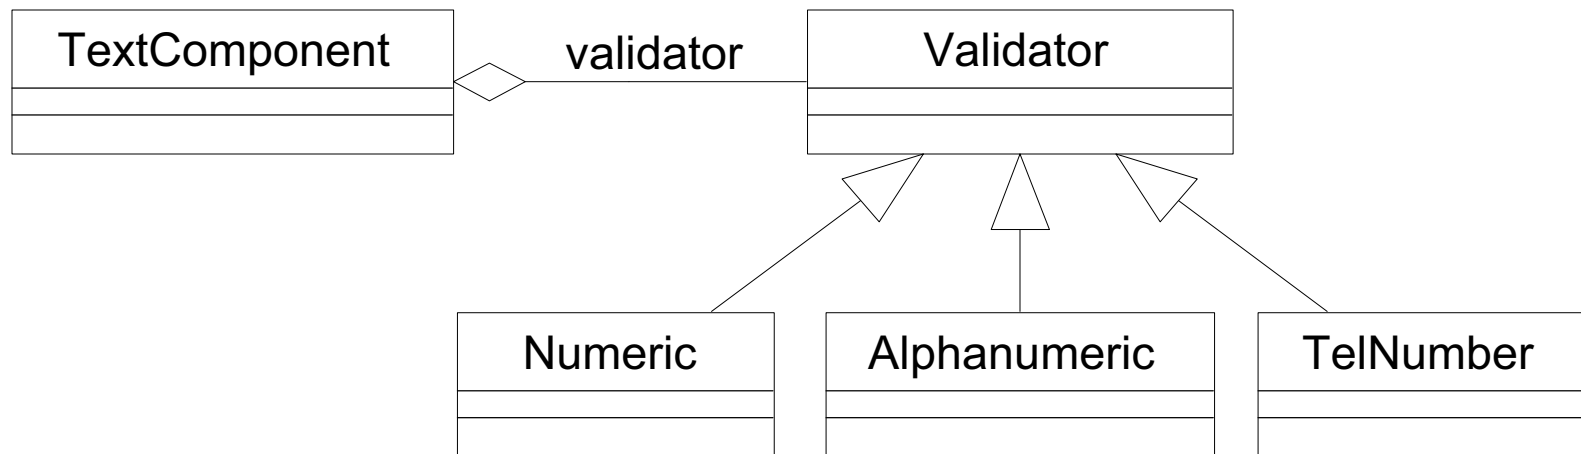 TextComponent
validator
Validator
Numeric
Alphanumeric
TelNumber